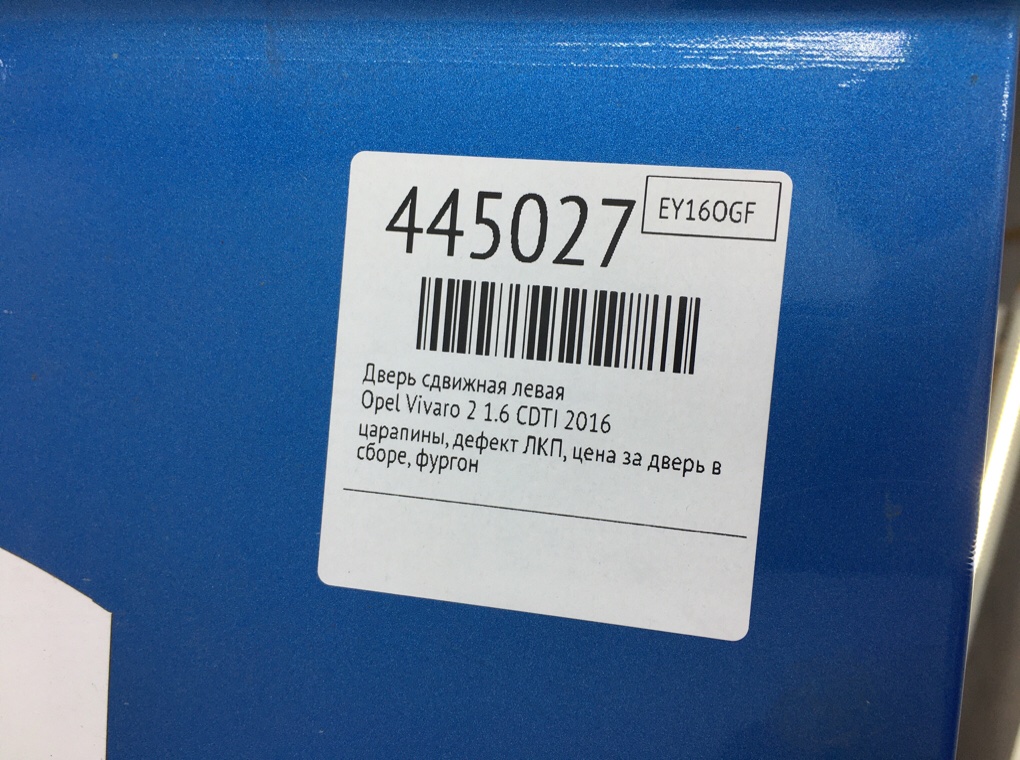 445027
EY16OGF
Дверь сдвижная левая
Opel Vivaro 2 1.6 CDTI 2016
царапины, дефект ЛКП, цена за дверь в
сборе, фургон